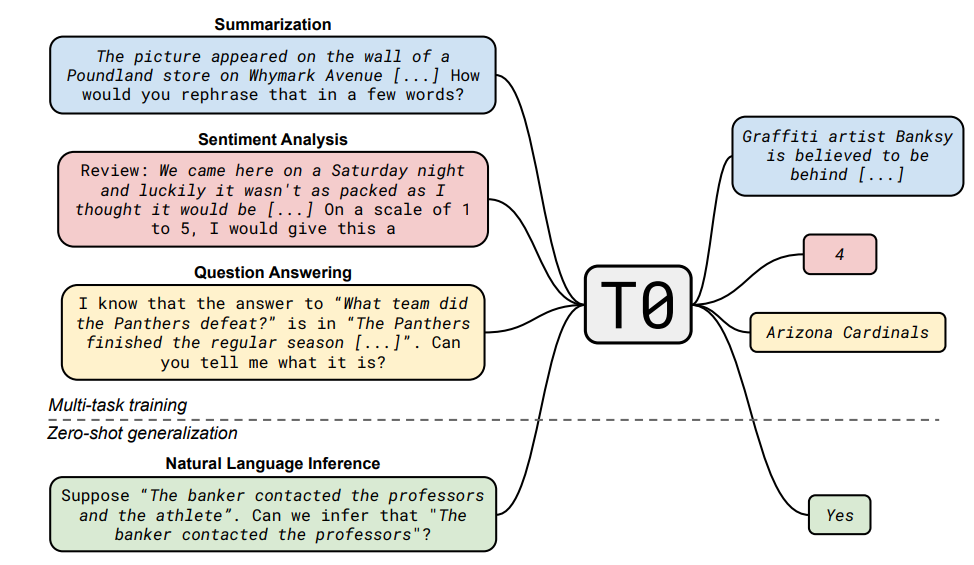 Summarization
The picture appeared on the wall of a
Poundland store on Whymark Avenue [...] How
would you rephrase that in a few words?
Sentiment Analysis
Review: We came here on a Saturday night
and luckily it wasn't as packed as I
thought it would be [...] On a scale of 1
to 5, I would give this a
Question Answering
I know that the answer to “What team did
the Panthers defeat?” is in “The Panthers
finished the regular season [...]”. Can
you tell me what it is?
Multi-task training
Zero-shot generalization
Natural Language Inference
Suppose “The banker contacted the professors
and the athlete”. Can we infer that "The
banker contacted the professors"?
T0
Graffiti artist Banksy
is believed to be
behind [...]
4
Arizona Cardinals
Yes